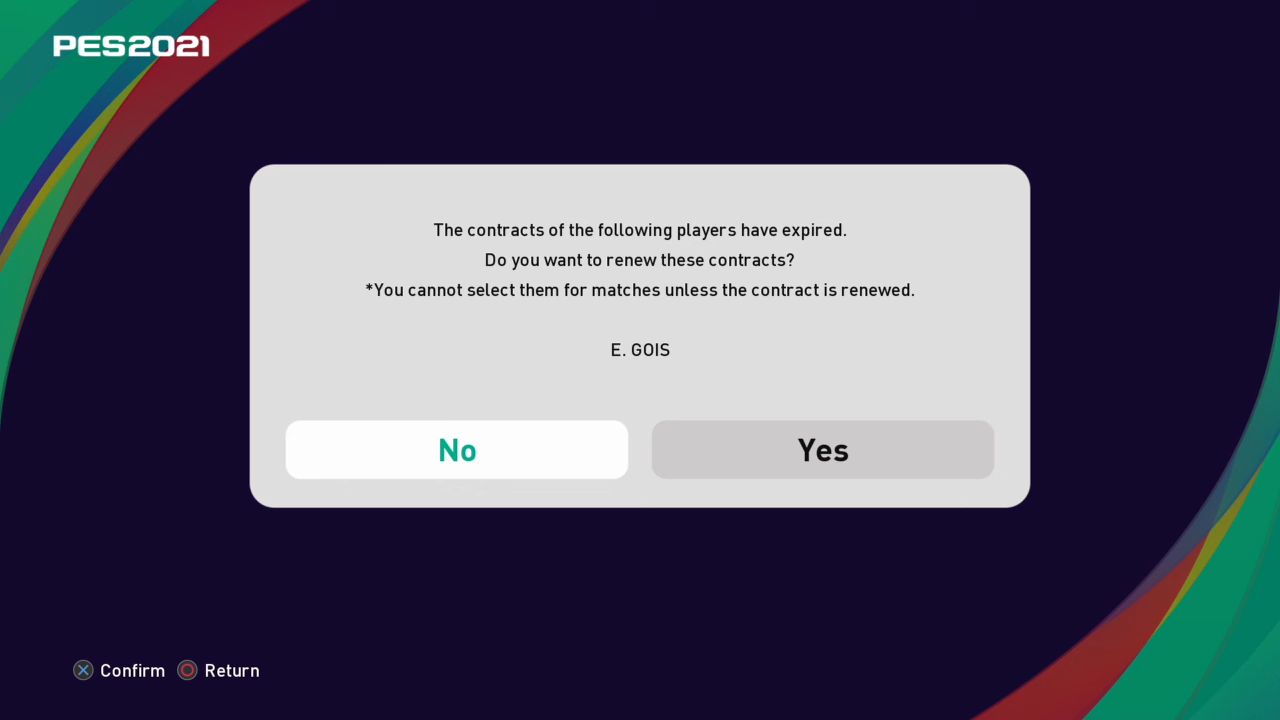 PES2021
The contracts of the following players have expired.
Do you want to renew these contracts?
*You cannot select them for matches unless the contract is renewed.
E. GOIS
No Yes
Confirm Return